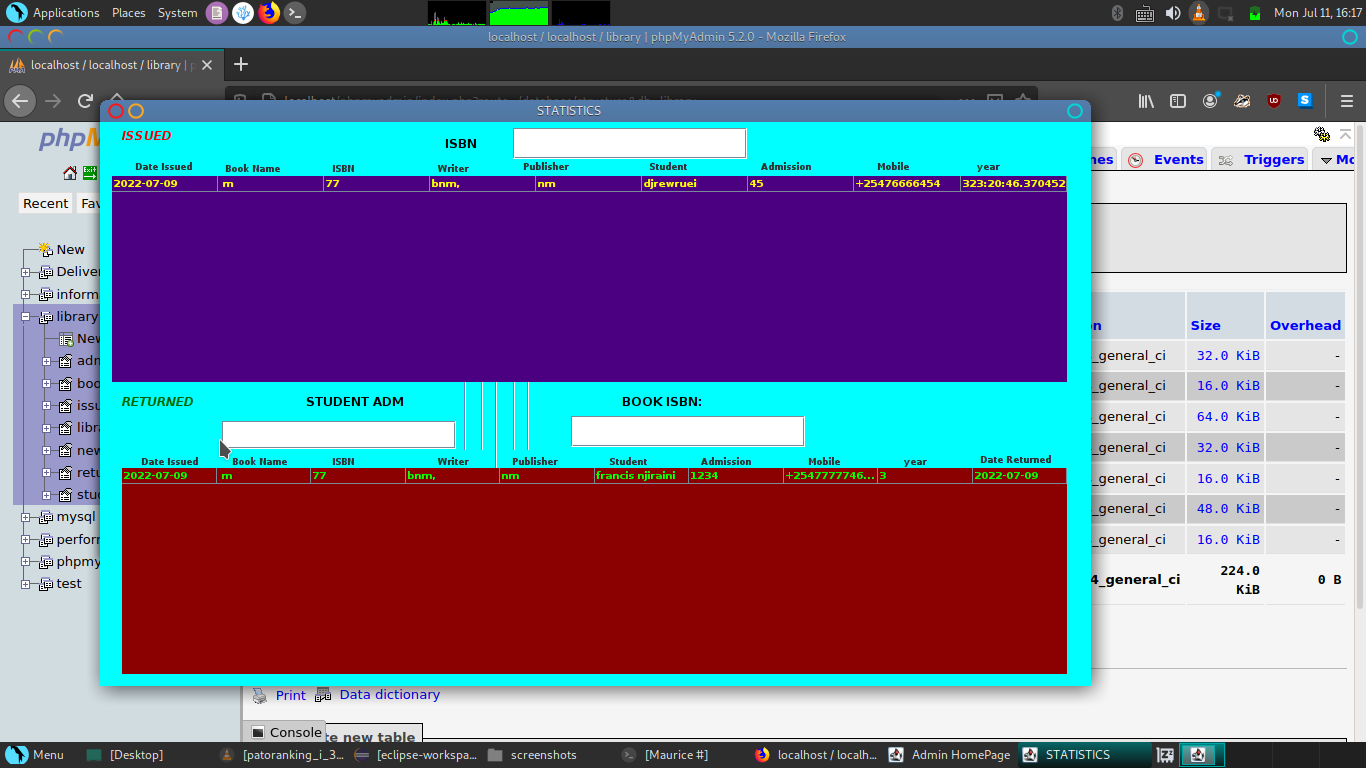 Applications Places System Mon Jul 11, 16:17
localhost / localhost / library | phpMyAdmin 5.2.0 - Mozilla Firefox
localhost / localhost / library |
STATISTICS
ISSUED
ISBN
Date Issued Book Name ISBN Writer Publisher Student Admission Mobile year
2022-07-09 m 77 bnm, nm djrewruei 45 +25476666454 323:20:46.370452
RETURNED STUDENT ADM BOOK ISBN:
Date Issued Book Name ISBN Writer Publisher Student Admission Mobile year Date Returned
2022-07-09 m 77 bnm, nm francis njiraini 1234 +2547777746... 3 2022-07-09
php
Recent Fav
New
Deliver
inform
library
New
adm
boo
issu
libra
new
retu
stud
mysql
perform
phpmy
test
nes Events Triggers Mo
n Size Overhead
_general_ci 32.0 KiB -
_general_ci 16.0 KiB -
_general_ci 64.0 KiB -
_general_ci 32.0 KiB -
_general_ci 16.0 KiB -
_general_ci 48.0 KiB -
_general_ci 16.0 KiB -
4_general_ci 224.0 KiB 0 B
Print Data dictionary
Console te new table
Menu [Desktop] [patoranking_i_3... [eclipse-workspa... screenshots [Maurice #] localhost / localh... Admin HomePage STATISTICS